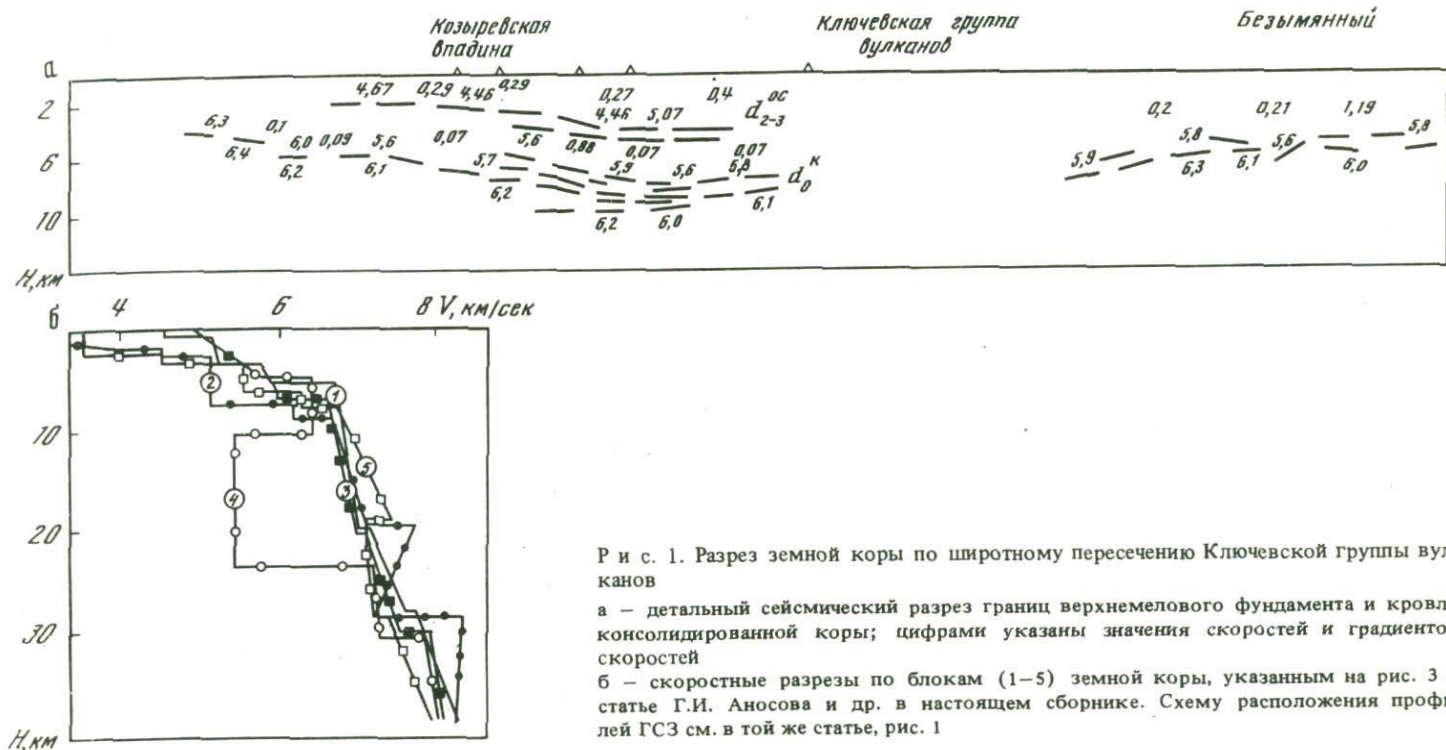 Козыревская
впадина
Ключевская группа
вулканов
Безымянный
а
2
6
10
Н, км
4,67 0,29 4,46 0,29 0,27 0,4 0,2 0,21 1,19
4,46 5,07 d₂₋₃ᵒᶜ
6,3 0,1 6,0 0,09 5,6 0,07 5,6 0,88 0,07 0,07 5,8 5,6 5,8
6,4 6,2 6,1 5,7 5,9 5,6 5,8 d₀ᴷ 5,9 6,3 6,1 6,0
6,2 6,2 6,0 6,1
б
4 6 8 V, км/сек
10
20
30
Н, км
1
2
3
4
5
Р и с. 1. Разрез земной коры по широтному пересечению Ключевской группы вул
канов
а – детальный сейсмический разрез границ верхнемелового фундамента и кровл
консолидированной коры; цифрами указаны значения скоростей и градиенто
скоростей
б – скоростные разрезы по блокам (1–5) земной коры, указанным на рис. 3
статье Г.И. Аносова и др. в настоящем сборнике. Схему расположения профи
лей ГСЗ см. в той же статье, рис. 1